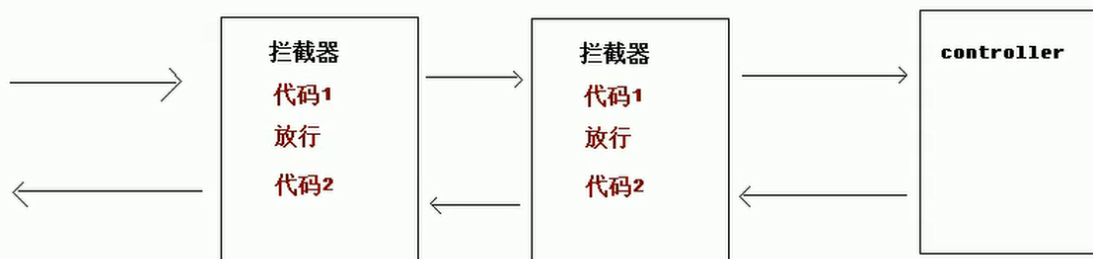 拦截器
代码1
放行
代码2
拦截器
代码1
放行
代码2
controller